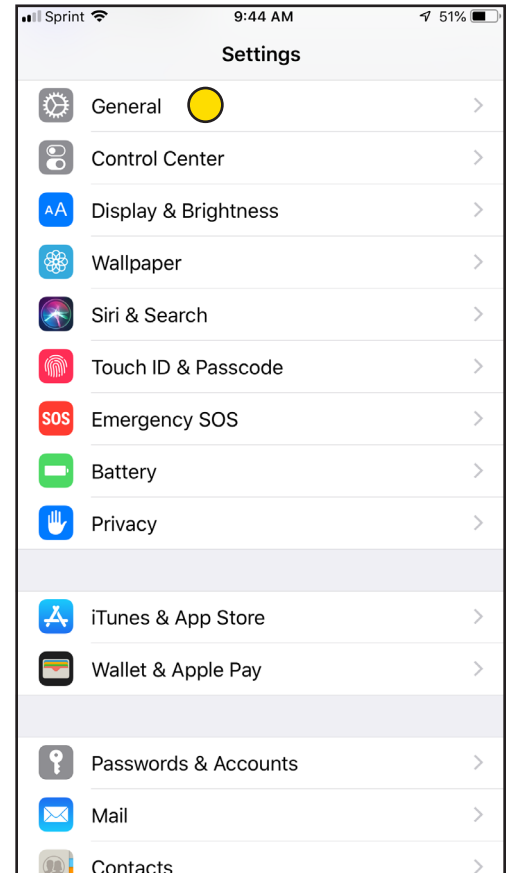 Sprint 9:44 AM 51%
Settings
General
Control Center
AA Display & Brightness
Wallpaper
Siri & Search
Touch ID & Passcode
SOS Emergency SOS
Battery
Privacy
iTunes & App Store
Wallet & Apple Pay
Passwords & Accounts
Mail
Contacts